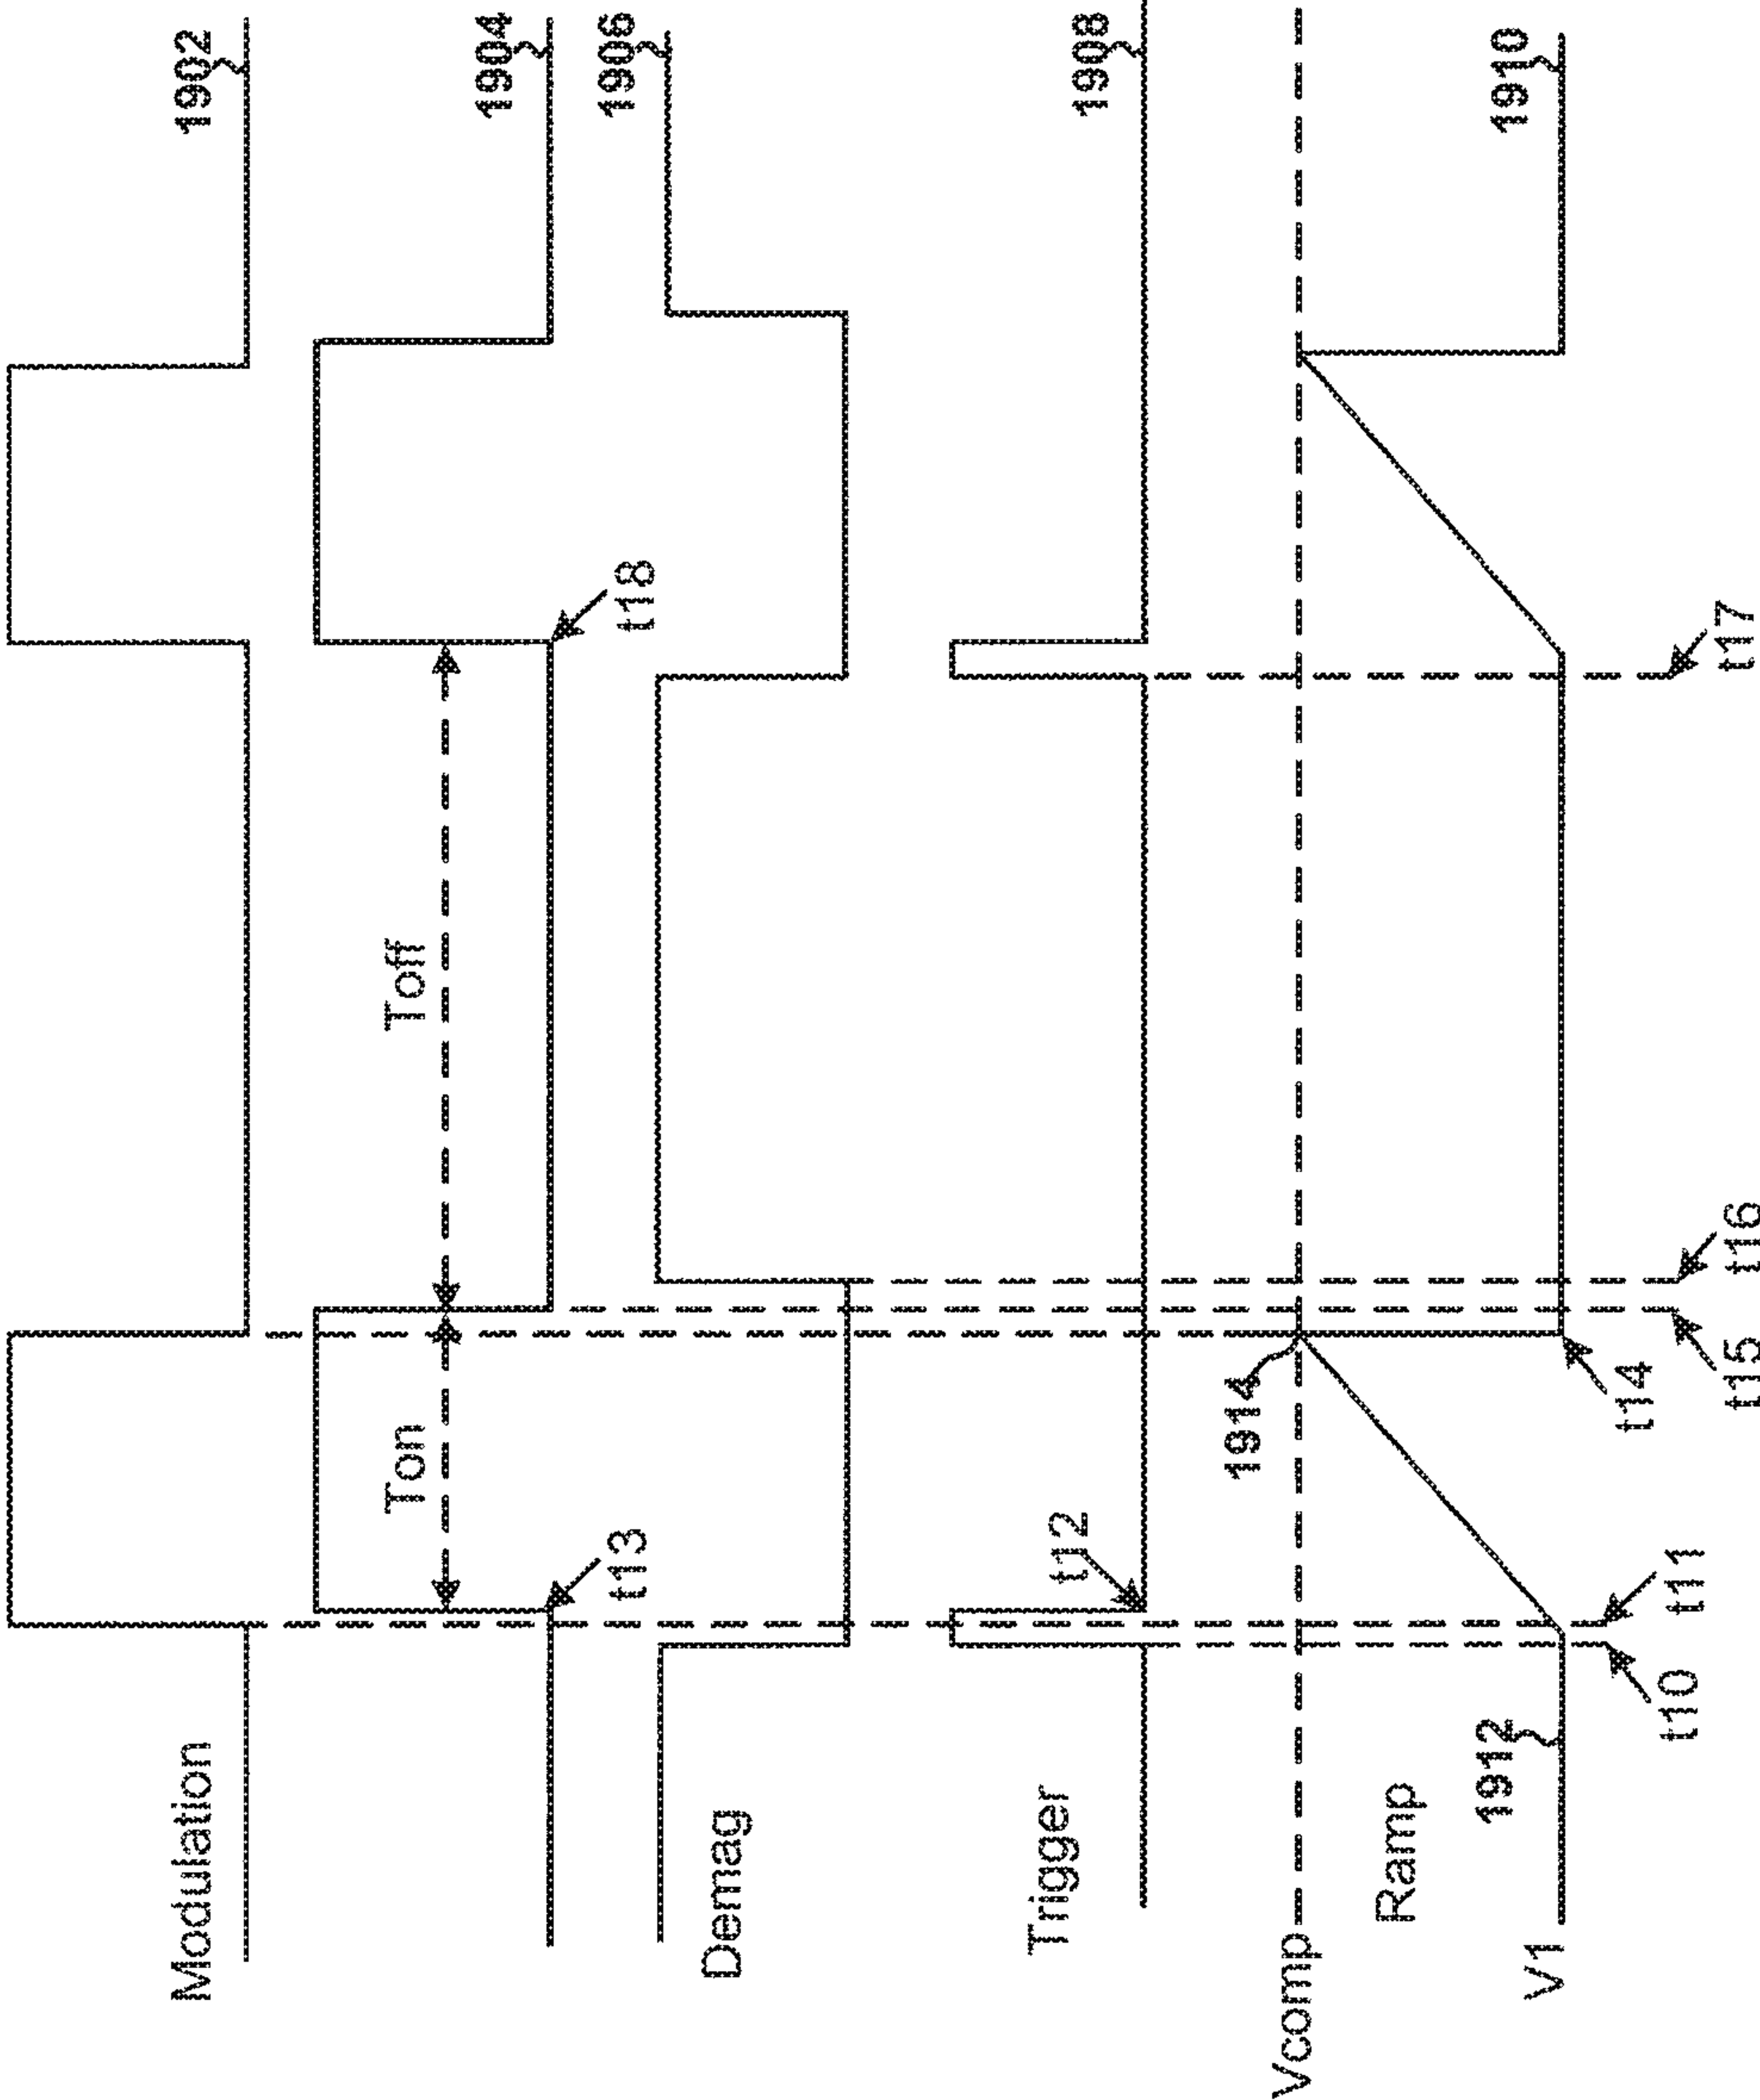 Modulation
1902
Ton
Toff
1904
t13
t18
Demag
1906
Trigger
t12
1908
Vcomp
1914
Ramp
1912
V1
1910
t10
t11
t14
t15
t16
t17